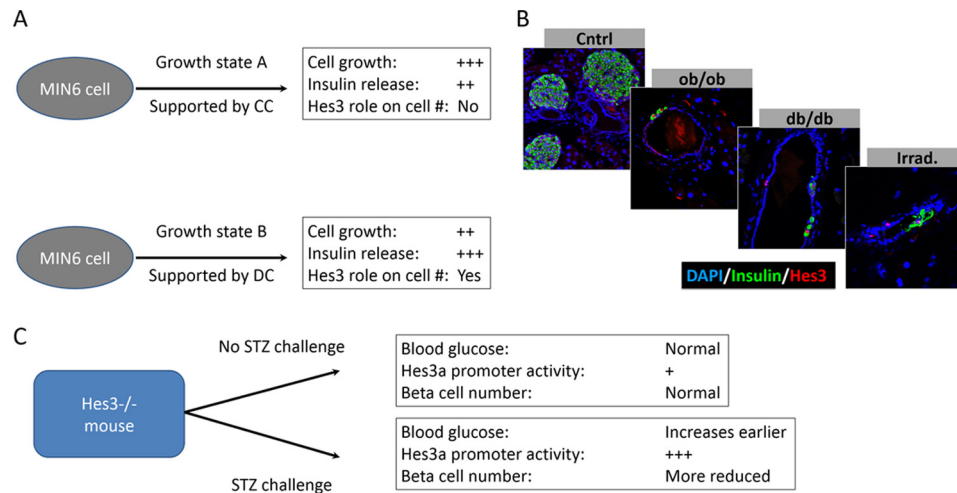 A
MIN6 cell
Growth state A
Supported by CC
Cell growth: +++
Insulin release: ++
Hes3 role on cell #: No
MIN6 cell
Growth state B
Supported by DC
Cell growth: ++
Insulin release: +++
Hes3 role on cell #: Yes
B
Cntrl
ob/ob
db/db
Irrad.
DAPI/Insulin/Hes3
C
Hes3-/-
mouse
No STZ challenge
Blood glucose: Normal
Hes3a promoter activity: +
Beta cell number: Normal
STZ challenge
Blood glucose: Increases earlier
Hes3a promoter activity: +++
Beta cell number: More reduced